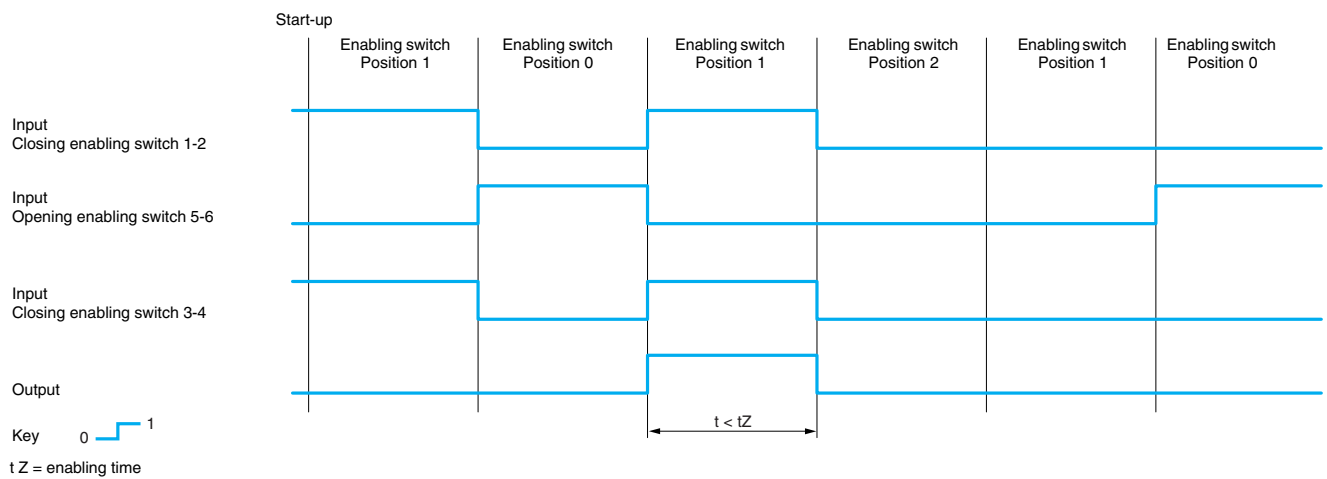 Start-up
Enabling switch
Position 1
Enabling switch
Position 0
Enabling switch
Position 1
Enabling switch
Position 2
Enabling switch
Position 1
Enabling switch
Position 0
Input
Closing enabling switch 1-2
Input
Opening enabling switch 5-6
Input
Closing enabling switch 3-4
Output
t < tZ
Key 0 1
t Z = enabling time